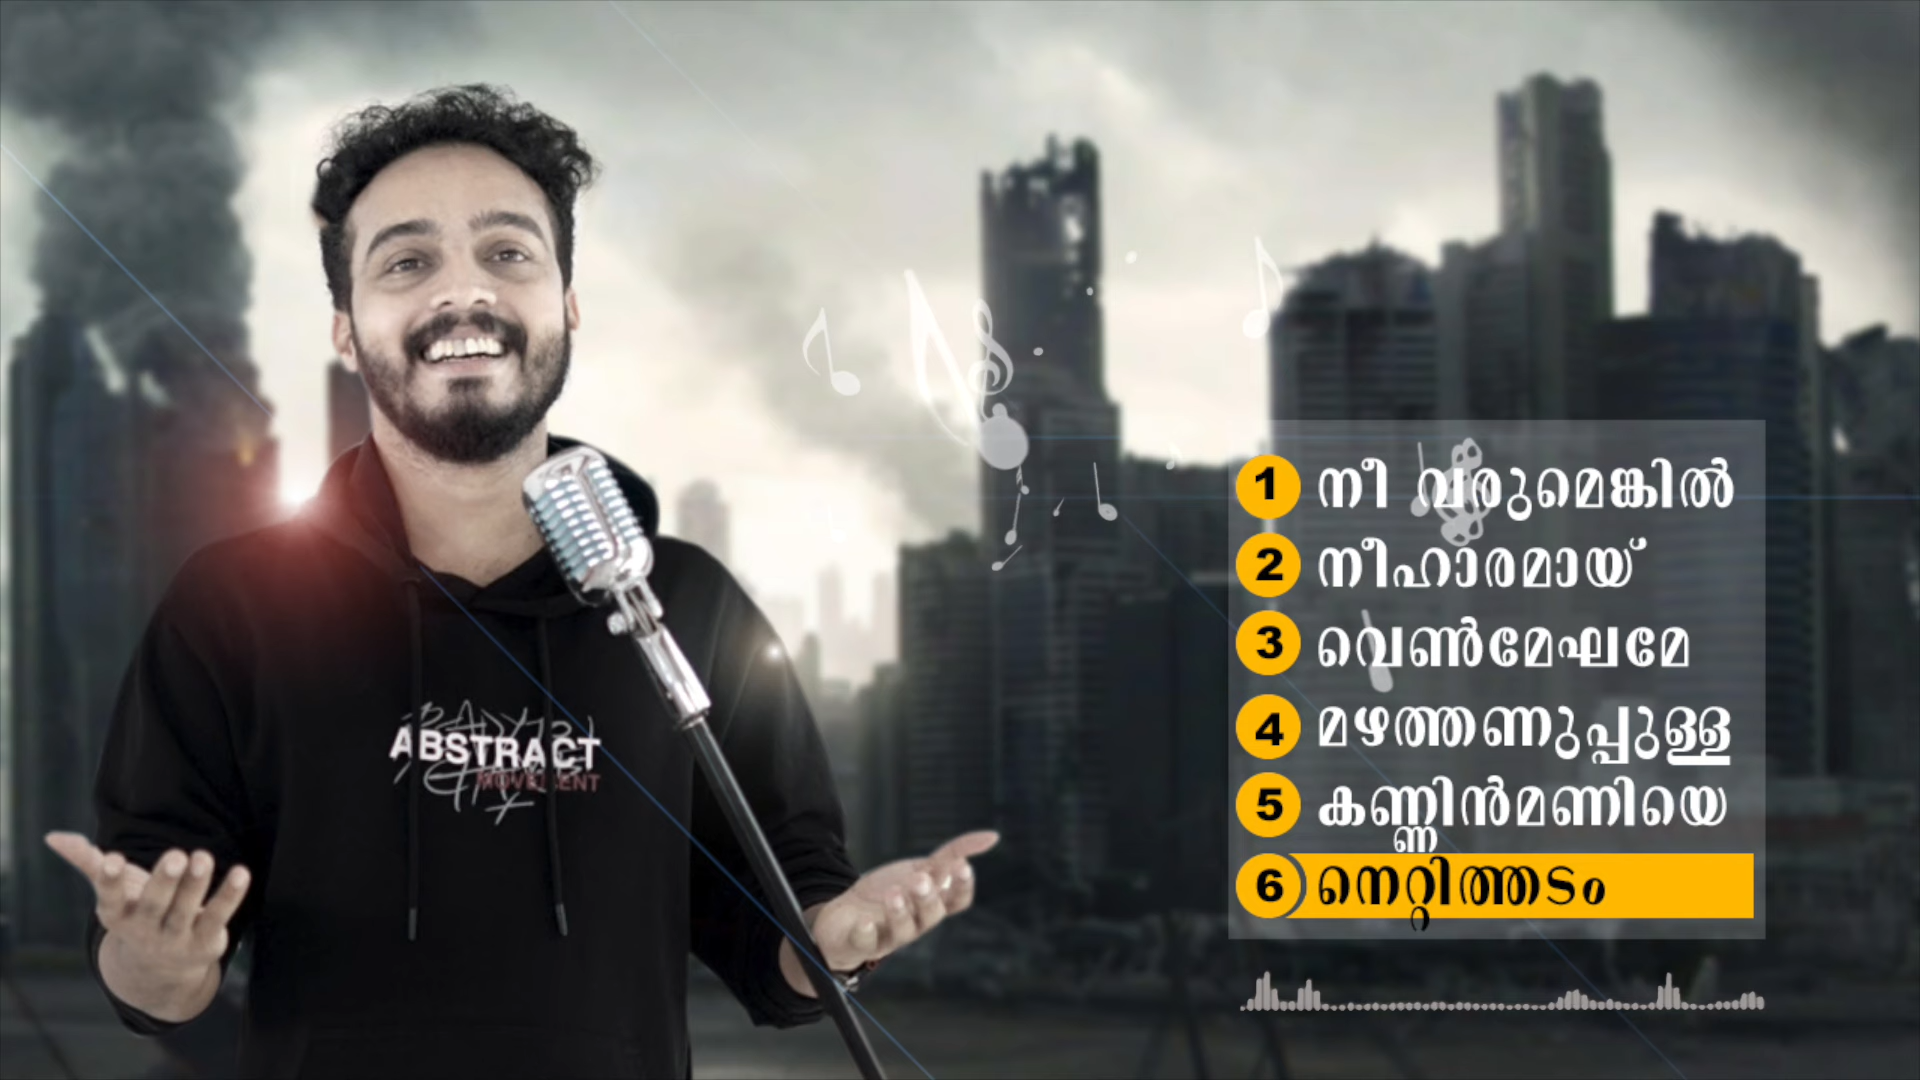 ABSTRACT
1 നീ വരുമെങ്കിൽ
2 നീഹാരമായ്
3 വെൺമേഘമേ
4 മഴത്തണുപ്പുള്ള
5 കണ്ണിൻമണിയെ
6 നെറ്റിത്തടം